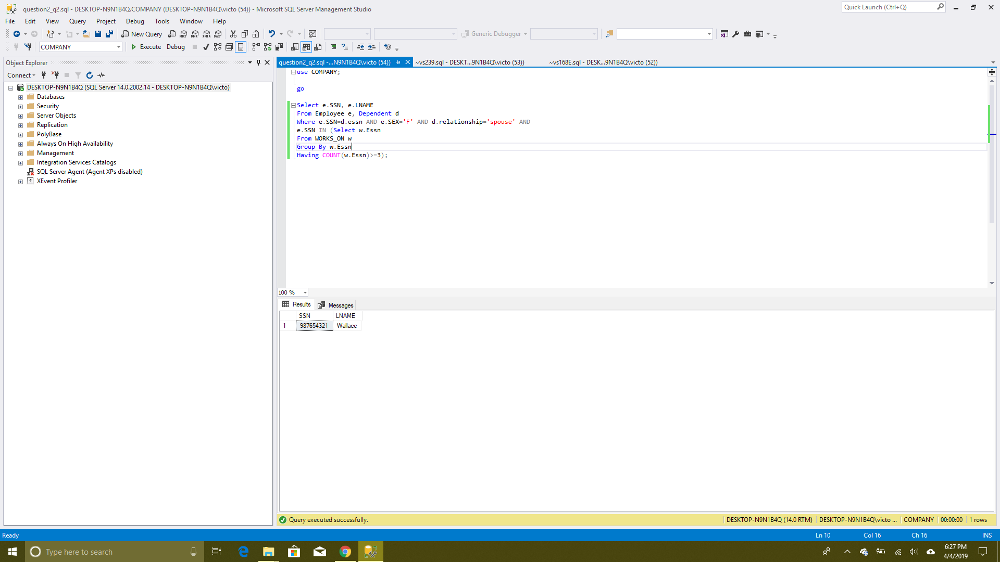 question2_q2.sql - DESKTOP-N9N1B4Q.COMPANY (DESKTOP-N9N1B4Q\victo (54)) - Microsoft SQL Server Management Studio
Quick Launch (Ctrl+Q)
File Edit View Query Project Debug Tools Window Help
New Query
MDX DMX XMLA DAX
Generic Debugger
COMPANY
Execute Debug
Object Explorer
question2_q2.sql -...N9N1B4Q\victo (54)) ~vs239.sql - DESKT...9N1B4Q\victo (53)) ~vs168E.sql - DESK...9N1B4Q\victo (52))
Connect
DESKTOP-N9N1B4Q (SQL Server 14.0.2002.14 - DESKTOP-N9N1B4Q\victo)
Databases
Security
Server Objects
Replication
PolyBase
Always On High Availability
Management
Integration Services Catalogs
SQL Server Agent (Agent XPs disabled)
XEvent Profiler
use COMPANY;
go
Select e.SSN, e.LNAME
From Employee e, Dependent d
Where e.SSN=d.essn AND e.SEX='F' AND d.relationship='spouse' AND
e.SSN IN (Select w.Essn
From WORKS_ON w
Group By w.Essn
Having COUNT(w.Essn)>=3);
100 %
Results Messages
SSN LNAME
1 987654321 Wallace
Query executed successfully.
DESKTOP-N9N1B4Q (14.0 RTM) DESKTOP-N9N1B4Q\victo ... COMPANY 00:00:00 1 rows
Ready
Ln 10 Col 16 Ch 16 INS
Type here to search
6:27 PM
4/4/2019